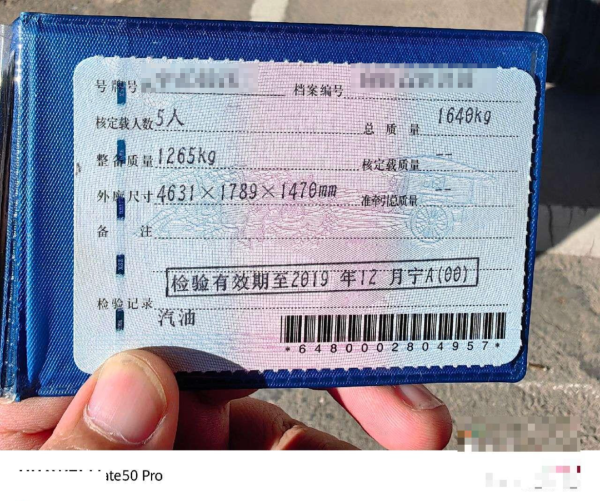 号牌号
档案编号
核定载人数 5人
总质量 1640kg
整备质量 1265kg
核定载质量 --
外廓尺寸 4631×1789×1470mm
准牵引总质量 --
备注
检验有效期至2019 年12 月宁A(00)
检验记录
汽油
*6480002804957*
ate50 Pro